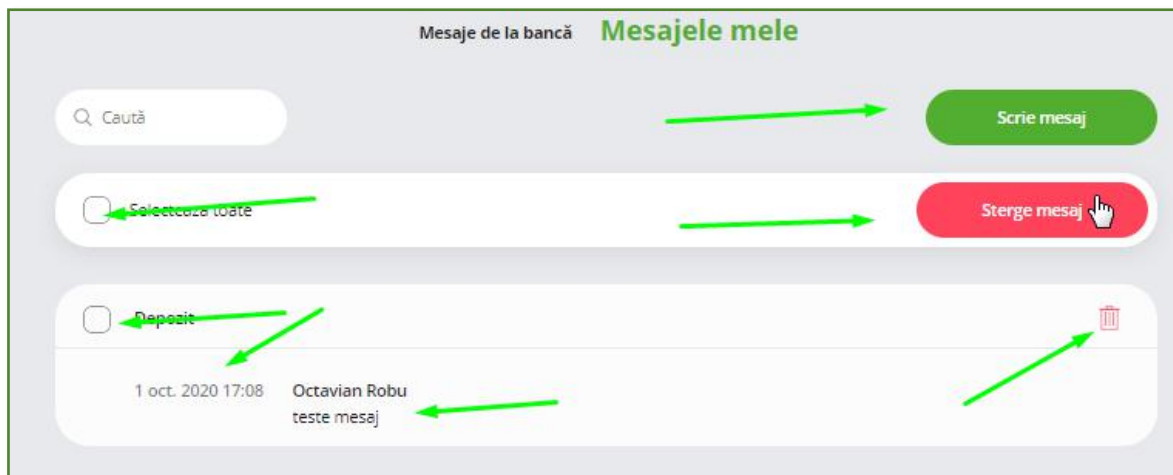 Mesaje de la bancă Mesajele mele
Caută
Scrie mesaj
Selectează toate
Sterge mesaj
Depozit
1 oct. 2020 17:08 Octavian Robu
teste mesaj